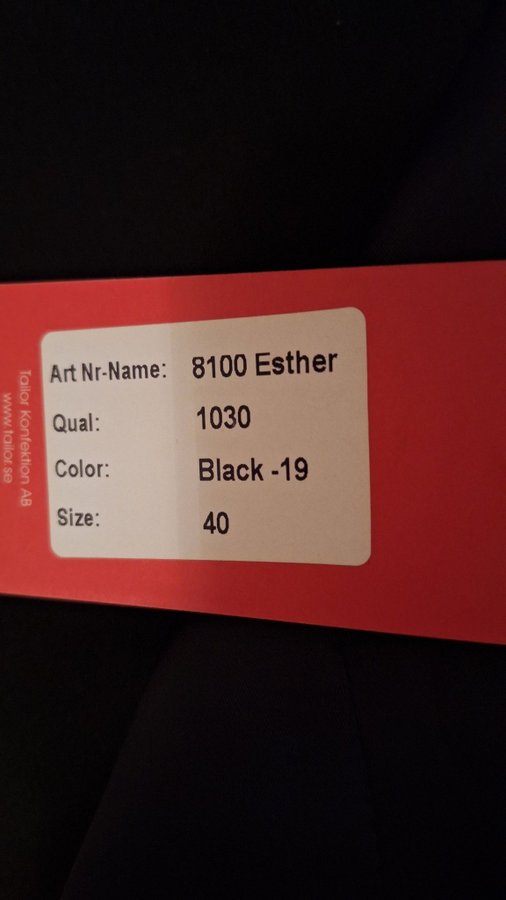 Art Nr-Name: 8100 Esther
Qual: 1030
Color: Black -19
Size: 40
Tailor Konfektion AB
www.tailor.se